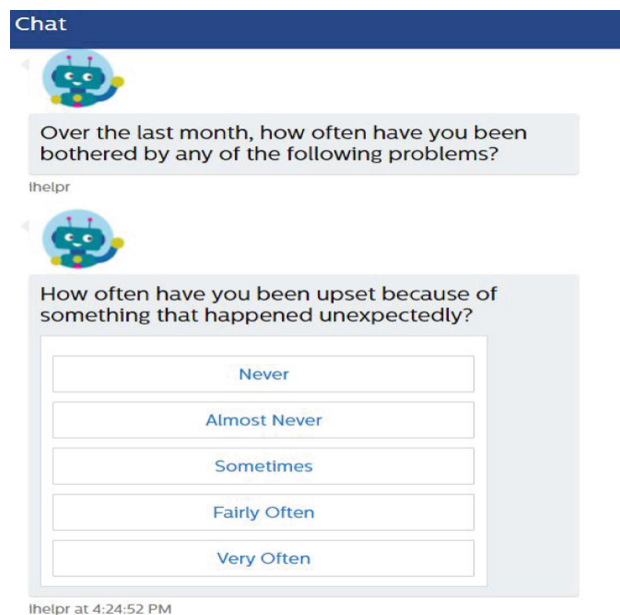 Chat
Over the last month, how often have you been
bothered by any of the following problems?
Ihelpr
How often have you been upset because of
something that happened unexpectedly?
Never
Almost Never
Sometimes
Fairly Often
Very Often
Ihelpr at 4:24:52 PM